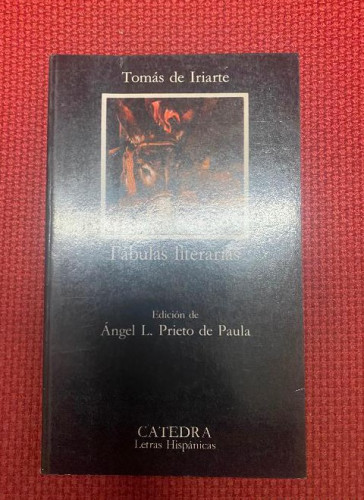 Tomás de Iriarte
Fábulas literarias
Edición de
Ángel L. Prieto de Paula
CATEDRA
Letras Hispánicas